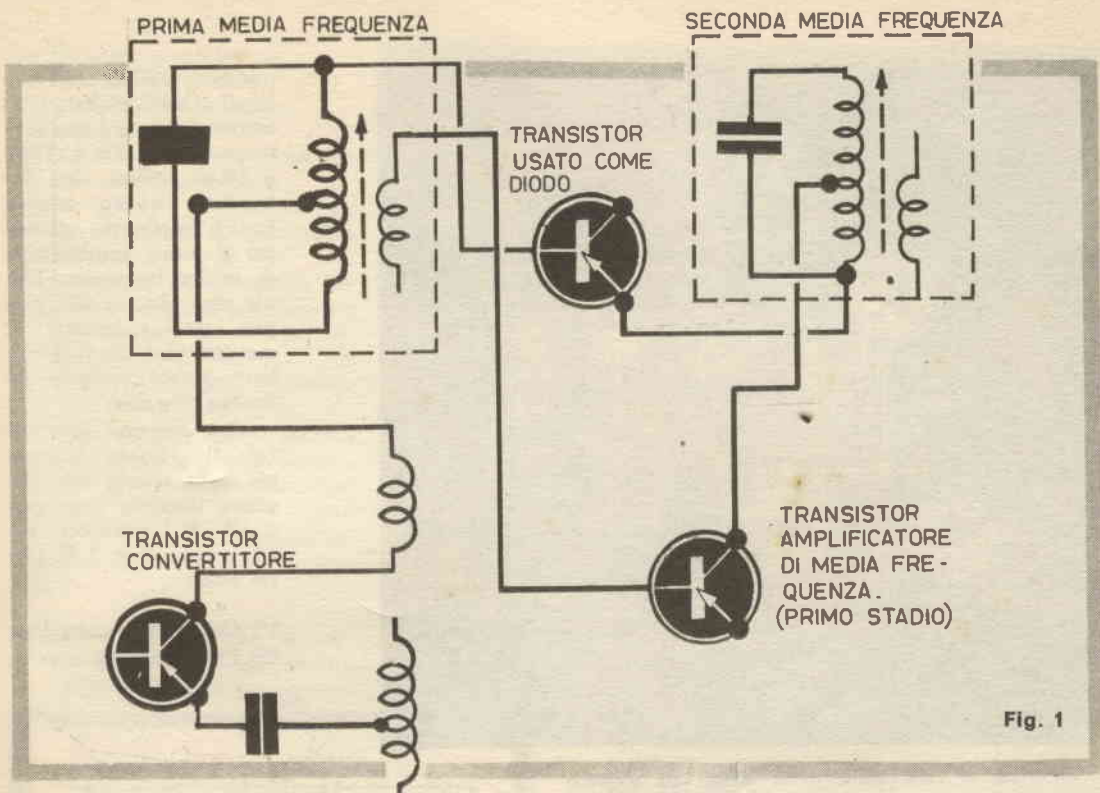 PRIMA MEDIA FREQUENZA
SECONDA MEDIA FREQUENZA
TRANSISTOR
USATO COME
DIODO
TRANSISTOR
CONVERTITORE
TRANSISTOR
AMPLIFICATORE
DI MEDIA FRE-
QUENZA.
(PRIMO STADIO)
Fig. 1